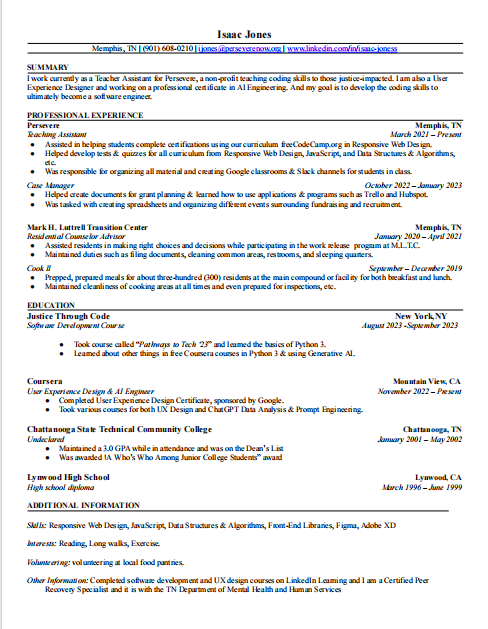 Isaac Jones
Memphis, TN | (901) 608-0210 | ijones@perseverenow.org | www.linkedin.com/in/isaac-joness
SUMMARY
I work currently as a Teacher Assistant for Persevere, a non-profit teaching coding skills to those justice-impacted. I am also a User
Experience Designer and working on a professional certificate in AI Engineering. And my goal is to develop the coding skills to
ultimately become a software engineer.
PROFESSIONAL EXPERIENCE
Persevere Memphis, TN
Teaching Assistant March 2021 – Present
● Assisted in helping students complete certifications using our curriculum freeCodeCamp.org in Responsive Web Design.
● Helped develop tests & quizzes for all curriculum from Responsive Web Design, JavaScript, and Data Structures & Algorithms,
etc.
● Was responsible for organizing all material and creating Google classrooms & Slack channels for students in class.
Case Manager October 2022 – January 2023
● Helped create documents for grant planning & learned how to use applications & programs such as Trello and Hubspot.
● Was tasked with creating spreadsheets and organizing different events surrounding fundraising and recruitment.
Mark H. Luttrell Transition Center Memphis, TN
Residential Counselor Advisor January 2020 – April 2021
● Assisted residents in making right choices and decisions while participating in the work release program at M.L.T.C.
● Maintained duties such as filing documents, cleaning common areas, restrooms, and sleeping quarters.
Cook II September – December 2019
● Prepped, prepared meals for about three-hundred (300) residents at the main compound or facility for both breakfast and lunch.
● Maintained cleanliness of cooking areas at all times and even prepared for inspections, etc.
EDUCATION
Justice Through Code New York,NY
Software Development Course August 2023 -September 2023
● Took course called “Pathways to Tech ‘23” and learned the basics of Python 3.
● Learned about other things in free Coursera courses in Python 3 & using Generative AI.
Coursera Mountain View, CA
User Experience Design & AI Engineer November 2022 – Present
● Completed User Experience Design Certificate, sponsored by Google.
● Took various courses for both UX Design and ChatGPT Data Analysis & Prompt Engineering.
Chattanooga State Technical Community College Chattanooga, TN
Undeclared January 2001 – May 2002
● Maintained a 3.0 GPA while in attendance and was on the Dean’s List
● Was awarded !A Who’s Who Among Junior College Students” award
Lynwood High School Lynwood, CA
High school diploma March 1996 – June 1999
ADDITIONAL INFORMATION
Skills: Responsive Web Design, JavaScript, Data Structures & Algorithms, Front-End Libraries, Figma, Adobe XD
Interests: Reading, Long walks, Exercise.
Volunteering: volunteering at local food pantries.
Other Information: Completed software development and UX design courses on LinkedIn Learning and I am a Certified Peer
Recovery Specialist and it is with the TN Department of Mental Health and Human Services